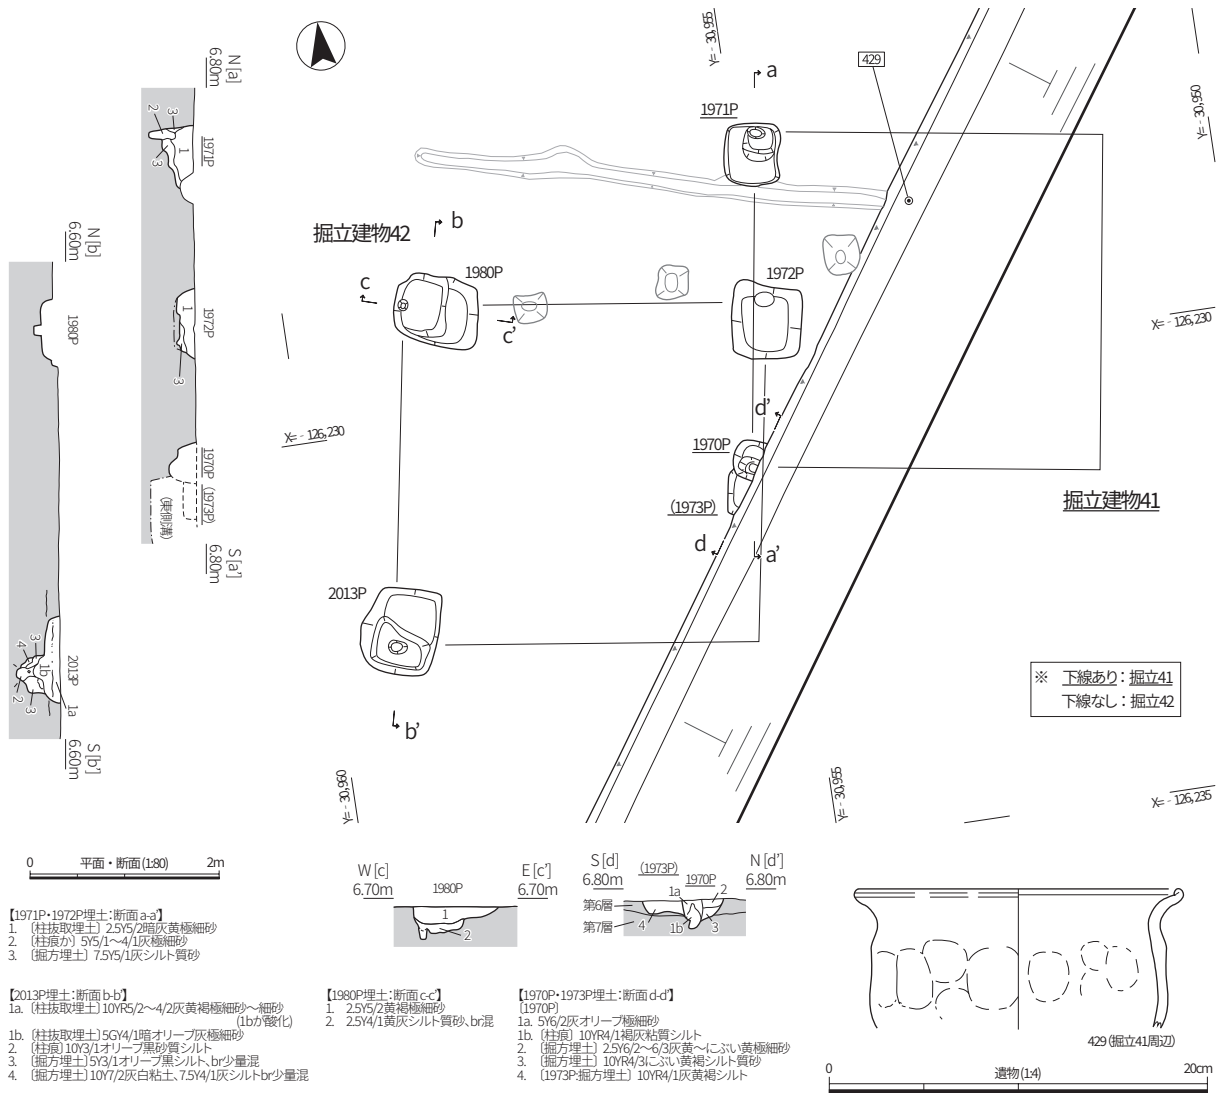 Y=－30,955
a
429
1971P
Y=－30,950
N [a]
6.80m
2
3
1
3
1971P
掘立建物42
b
N [b]
6.60m
c
1980P
1972P
c'
X=－126,230
1980P
1
1972P
3
X=－126,230
d'
1970P
(1973P)
1970P
(1973P)
(東側溝)
掘立建物41
d
a'
S [a']
6.80m
2013P
3
4
1b
2
3
2013P
1a
※ 下線あり：掘立41
下線なし：掘立42
b'
S [b']
6.60m
Y=－30,960
Y=－30,955
X=－126,235
0 平面・断面(1:80) 2m
W [c]
6.70m
1980P
E [c']
6.70m
1
2
S [d]
6.80m
(1973P)
1970P
N [d']
6.80m
1a
2
第6層
第7層
4
1b
3
【1971P・1972P埋土：断面a-a'】
1. 〔柱抜取埋土〕2.5Y5/2暗灰黄極細砂
2. 〔柱痕か〕5Y5/1～4/1灰極細砂
3. 〔掘方埋土〕7.5Y5/1灰シルト質砂
【2013P埋土：断面b-b'】
1a. 〔柱抜取埋土〕10YR5/2～4/2灰黄褐極細砂～細砂
(1bが酸化)
1b. 〔柱抜取埋土〕5GY4/1暗オリーブ灰極細砂
2. 〔柱痕〕10Y3/1オリーブ黒砂質シルト
3. 〔掘方埋土〕5Y3/1オリーブ黒シルト、br少量混
4. 〔掘方埋土〕10Y7/2灰白粘土、7.5Y4/1灰シルトbr少量混
【1980P埋土：断面c-c'】
1. 2.5Y5/2黄褐極細砂
2. 2.5Y4/1黄灰シルト質砂、br混
【1970P・1973P埋土：断面d-d'】
〔1970P〕
1a. 5Y6/2灰オリーブ極細砂
1b. 〔柱痕〕10YR4/1褐灰粘質シルト
2. 〔掘方埋土〕2.5Y6/2～6/3灰黄～にぶい黄極細砂
3. 〔掘方埋土〕10YR4/3にぶい黄褐シルト質砂
4. 〔1973P:掘方埋土〕10YR4/1灰黄褐シルト
429 (掘立41周辺)
0 遺物(1:4) 20cm